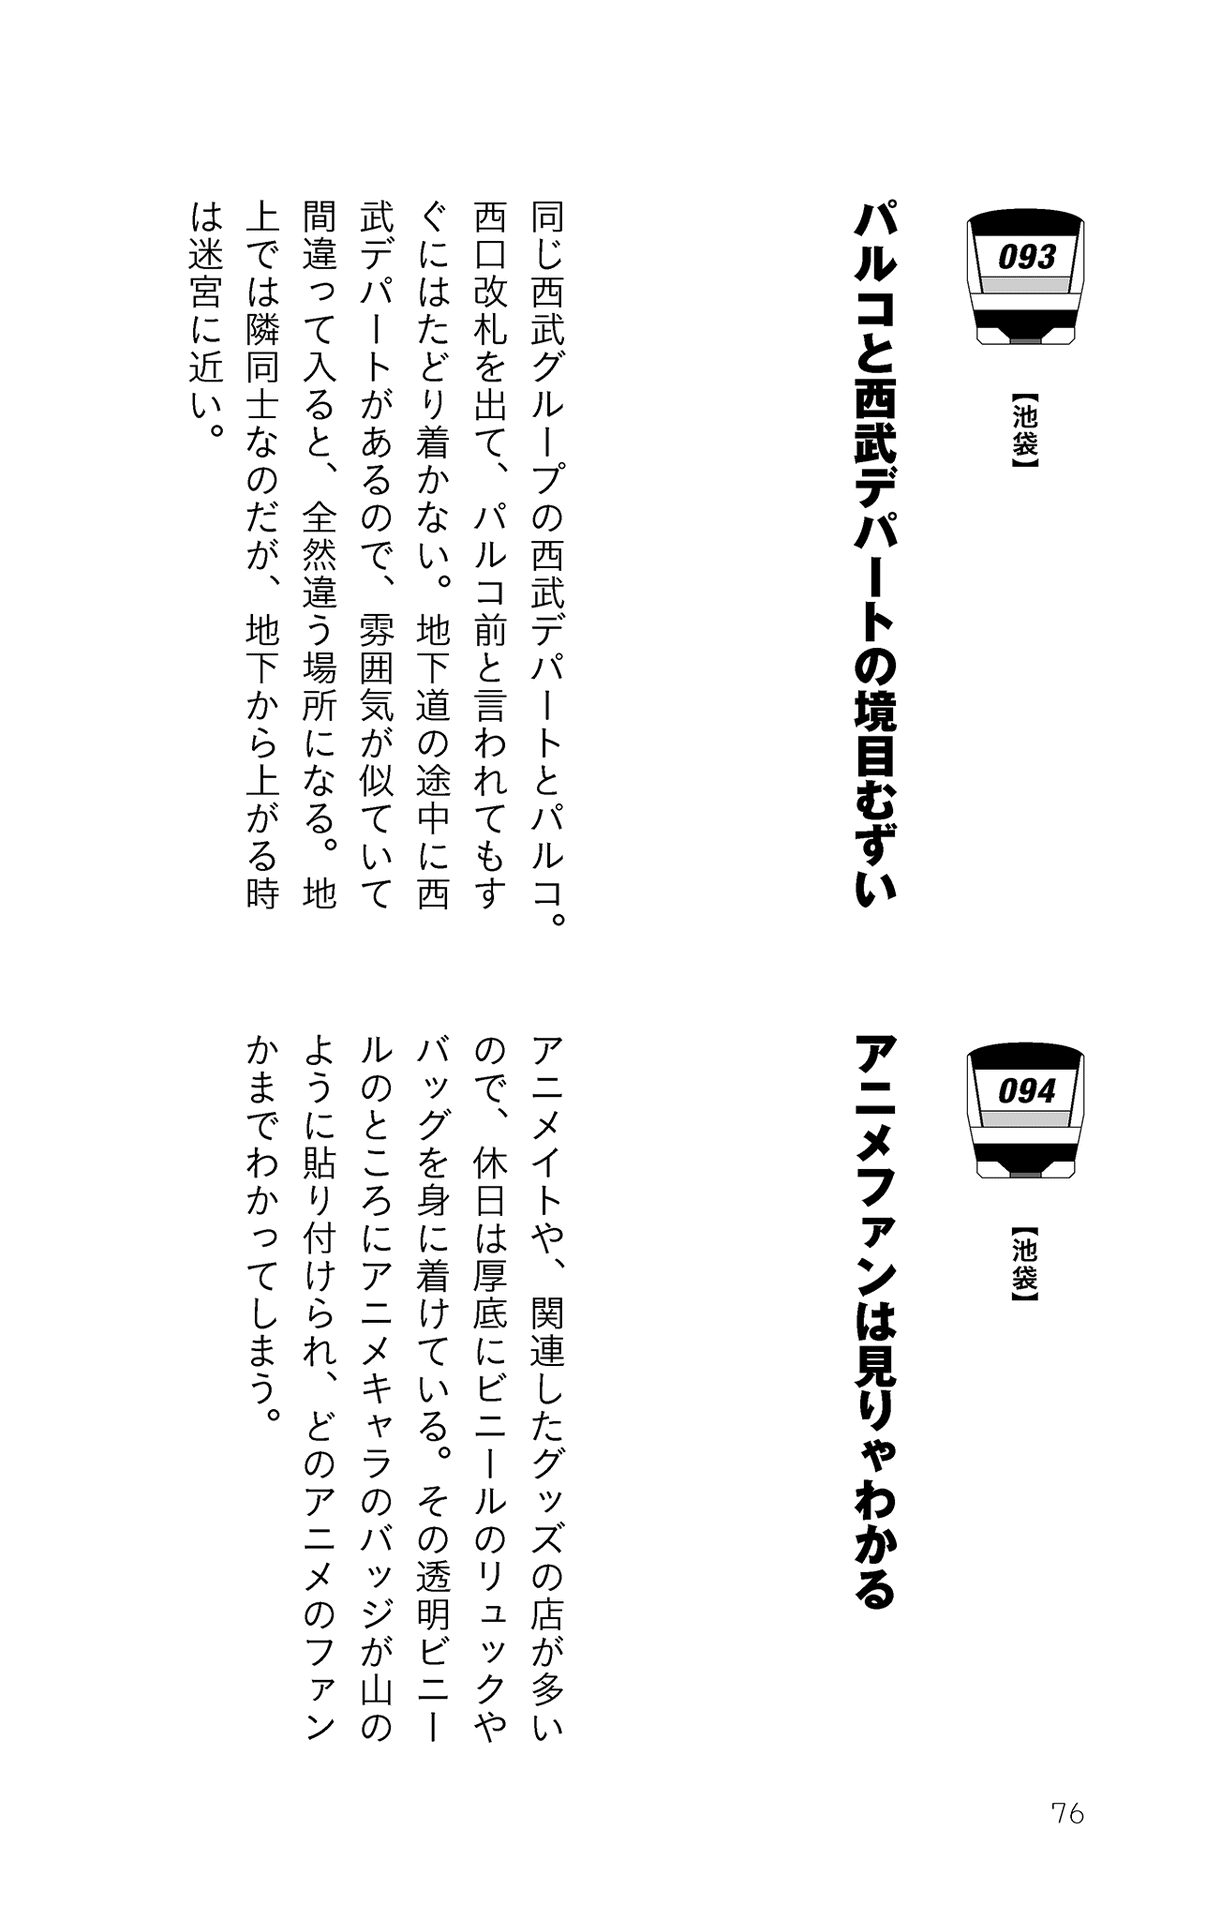 093
【池袋】
パルコと西武デパートの境目むずい
同じ西武グループの西武デパートとパルコ。
西口改札を出て、パルコ前と言われてもす
ぐにはたどり着かない。地下道の途中に西
武デパートがあるので、雰囲気が似ていて
間違って入ると、全然違う場所になる。地
上では隣同士なのだが、地下から上がる時
は迷宮に近い。
094
【池袋】
アニメファンは見りゃわかる
アニメイトや、関連したグッズの店が多い
ので、休日は厚底にビニールのリュックや
バッグを身に着けている。その透明ビニー
ルのところにアニメキャラのバッジが山の
ように貼り付けられ、どのアニメのファン
かまでわかってしまう。
76